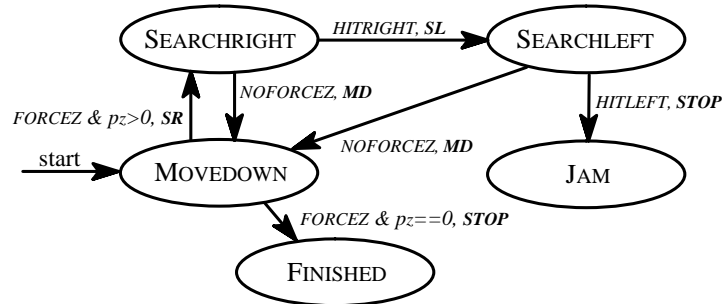 SEARCHRIGHT
HITRIGHT, SL
SEARCHLEFT
NOFORCEZ, MD
HITLEFT, STOP
FORCEZ & pz>0, SR
NOFORCEZ, MD
start
MOVEDOWN
JAM
FORCEZ & pz==0, STOP
FINISHED